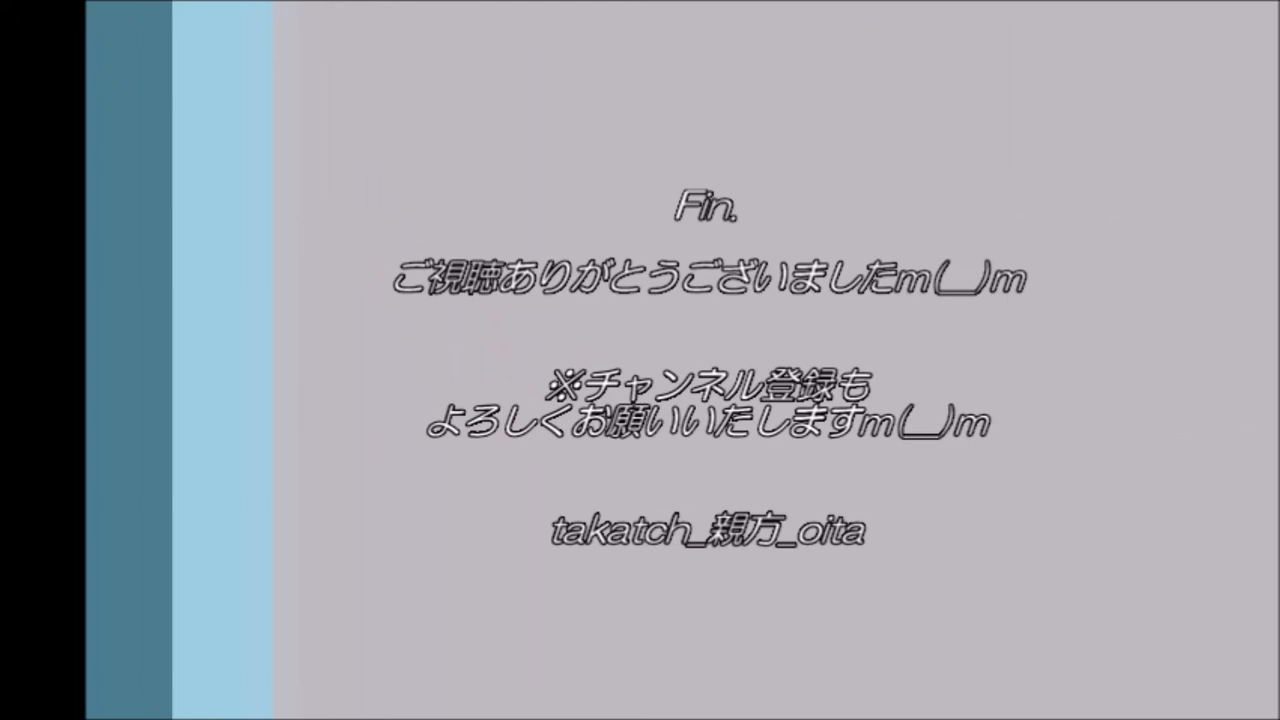 Fin.
ご視聴ありがとうございましたm(__)m
※チャンネル登録も
よろしくお願いいたしますm(__)m
takatch_親方_oita